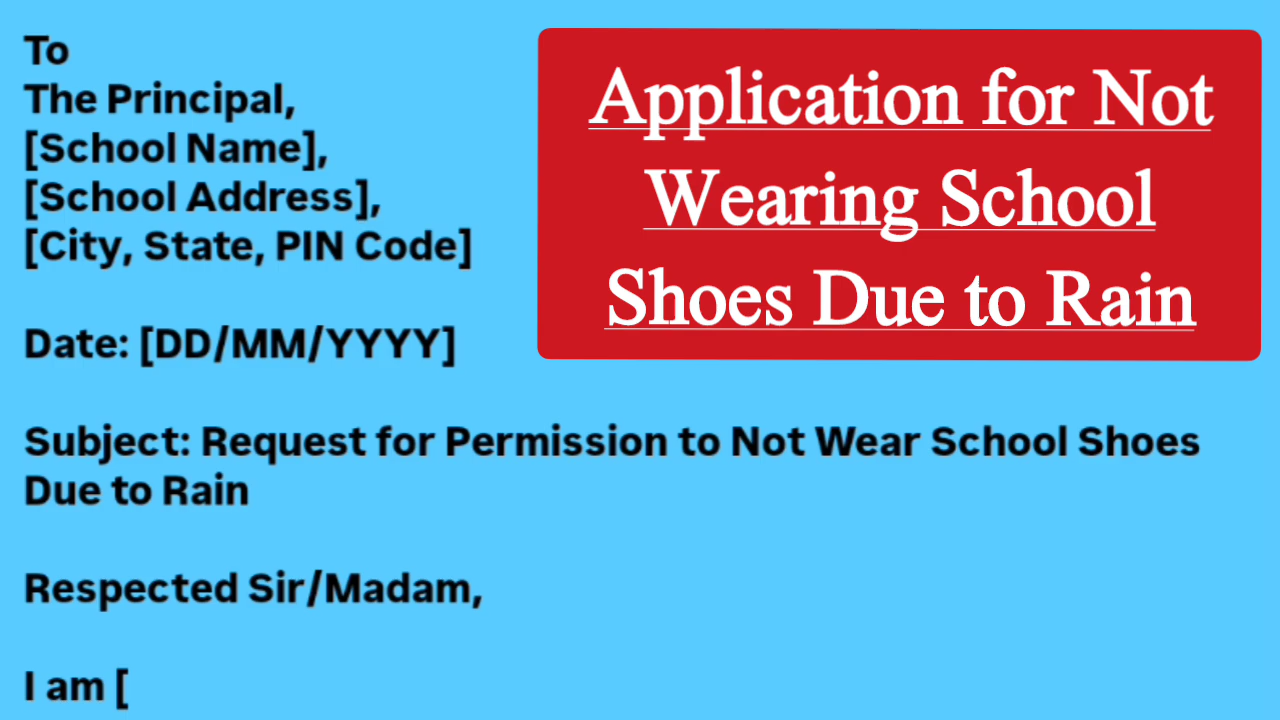 To
The Principal,
[School Name],
[School Address],
[City, State, PIN Code]
Date: [DD/MM/YYYY]
Application for Not
Wearing School
Shoes Due to Rain
Subject: Request for Permission to Not Wear School Shoes
Due to Rain
Respected Sir/Madam,
I am [